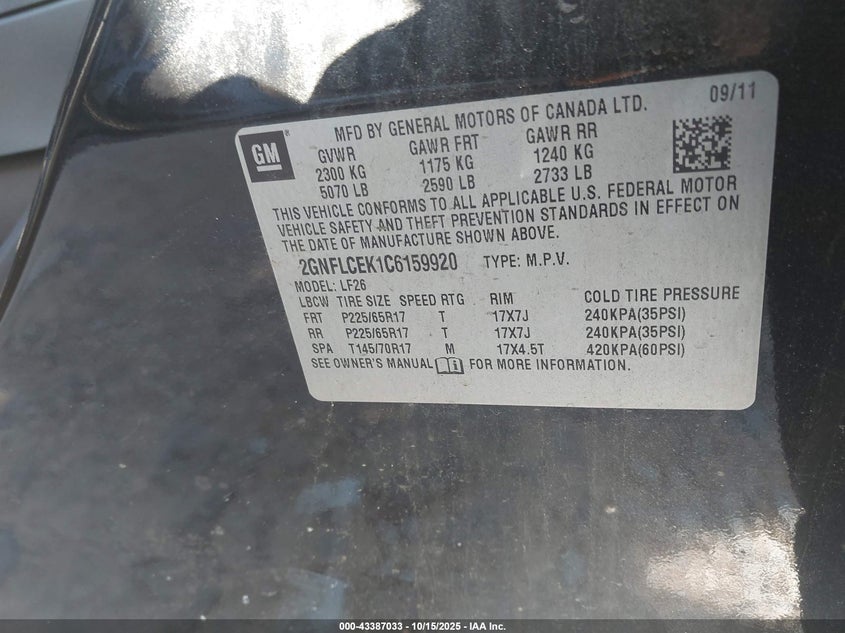 09/11
MFD BY GENERAL MOTORS OF CANADA LTD.
GM
GVWR GAWR FRT GAWR RR
2300 KG 1175 KG 1240 KG
5070 LB 2590 LB 2733 LB
THIS VEHICLE CONFORMS TO ALL APPLICABLE U.S. FEDERAL MOTOR
VEHICLE SAFETY AND THEFT PREVENTION STANDARDS IN EFFECT ON
THE DATE OF MANUFACTURE SHOWN ABOVE.
2GNFLCEK1C6159920 TYPE: M.P.V.
MODEL: LF26
LBCW TIRE SIZE SPEED RTG RIM COLD TIRE PRESSURE
FRT P225/65R17 T 17X7J 240KPA(35PSI)
RR P225/65R17 T 17X7J 240KPA(35PSI)
SPA T145/70R17 M 17X4.5T 420KPA(60PSI)
SEE OWNER'S MANUAL FOR MORE INFORMATION.
000-43387033 - 10/15/2025 - IAA Inc.